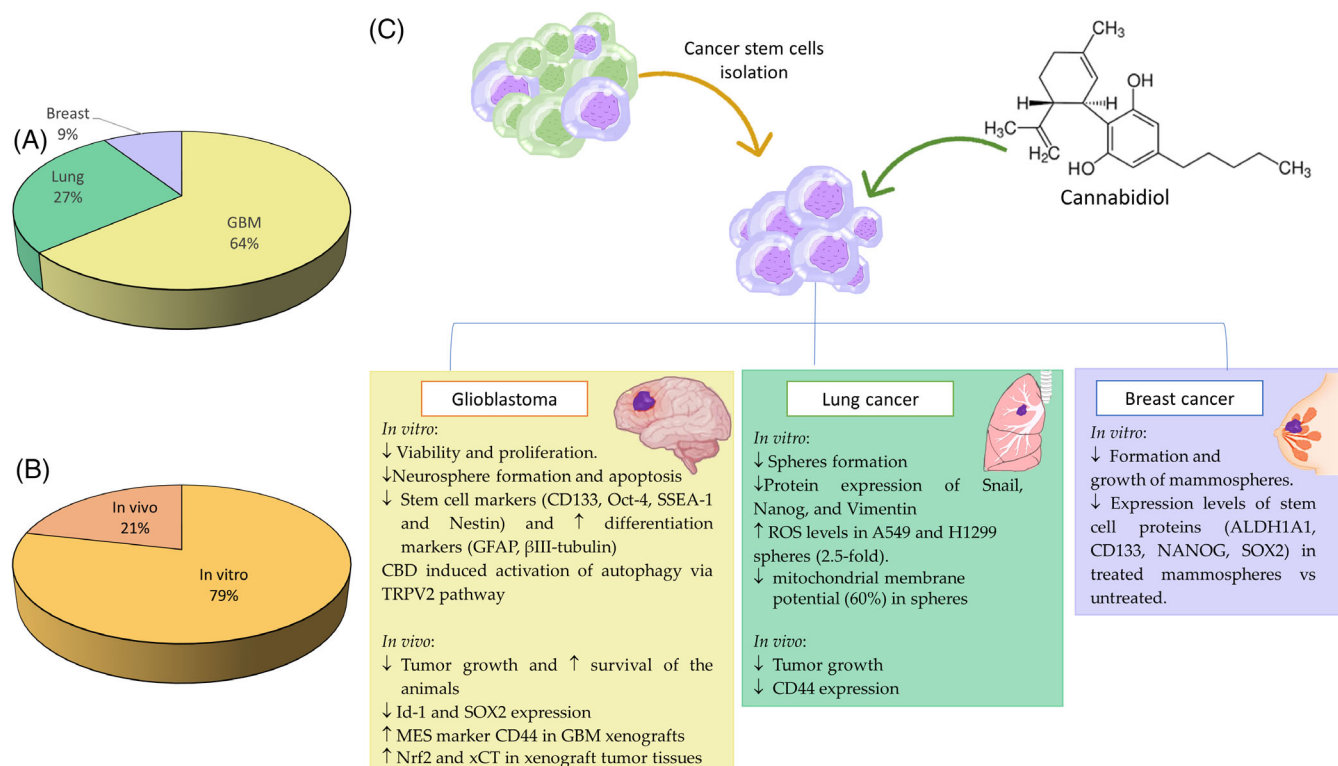 (A)
Breast
9%
Lung
27%
GBM
64%
(B)
In vivo
21%
In vitro
79%
(C)
Cancer stem cells
isolation
CH₃
H
H
H₃C
H₂C
OH
HO
CH₃
Cannabidiol
Glioblastoma
In vitro:
↓ Viability and proliferation.
↓Neurosphere formation and apoptosis
↓ Stem cell markers (CD133, Oct-4, SSEA-1
and Nestin) and ↑ differentiation
markers (GFAP, βIII-tubulin)
CBD induced activation of autophagy via
TRPV2 pathway
In vivo:
↓ Tumor growth and ↑ survival of the
animals
↓ Id-1 and SOX2 expression
↑ MES marker CD44 in GBM xenografts
↑ Nrf2 and xCT in xenograft tumor tissues
Lung cancer
In vitro:
↓ Spheres formation
↓Protein expression of Snail,
Nanog, and Vimentin
↑ ROS levels in A549 and H1299
spheres (2.5-fold).
↓ mitochondrial membrane
potential (60%) in spheres
In vivo:
↓ Tumor growth
↓ CD44 expression
Breast cancer
In vitro:
↓ Formation and
growth of mammospheres.
↓ Expression levels of stem
cell proteins (ALDH1A1,
CD133, NANOG, SOX2) in
treated mammospheres vs
untreated.